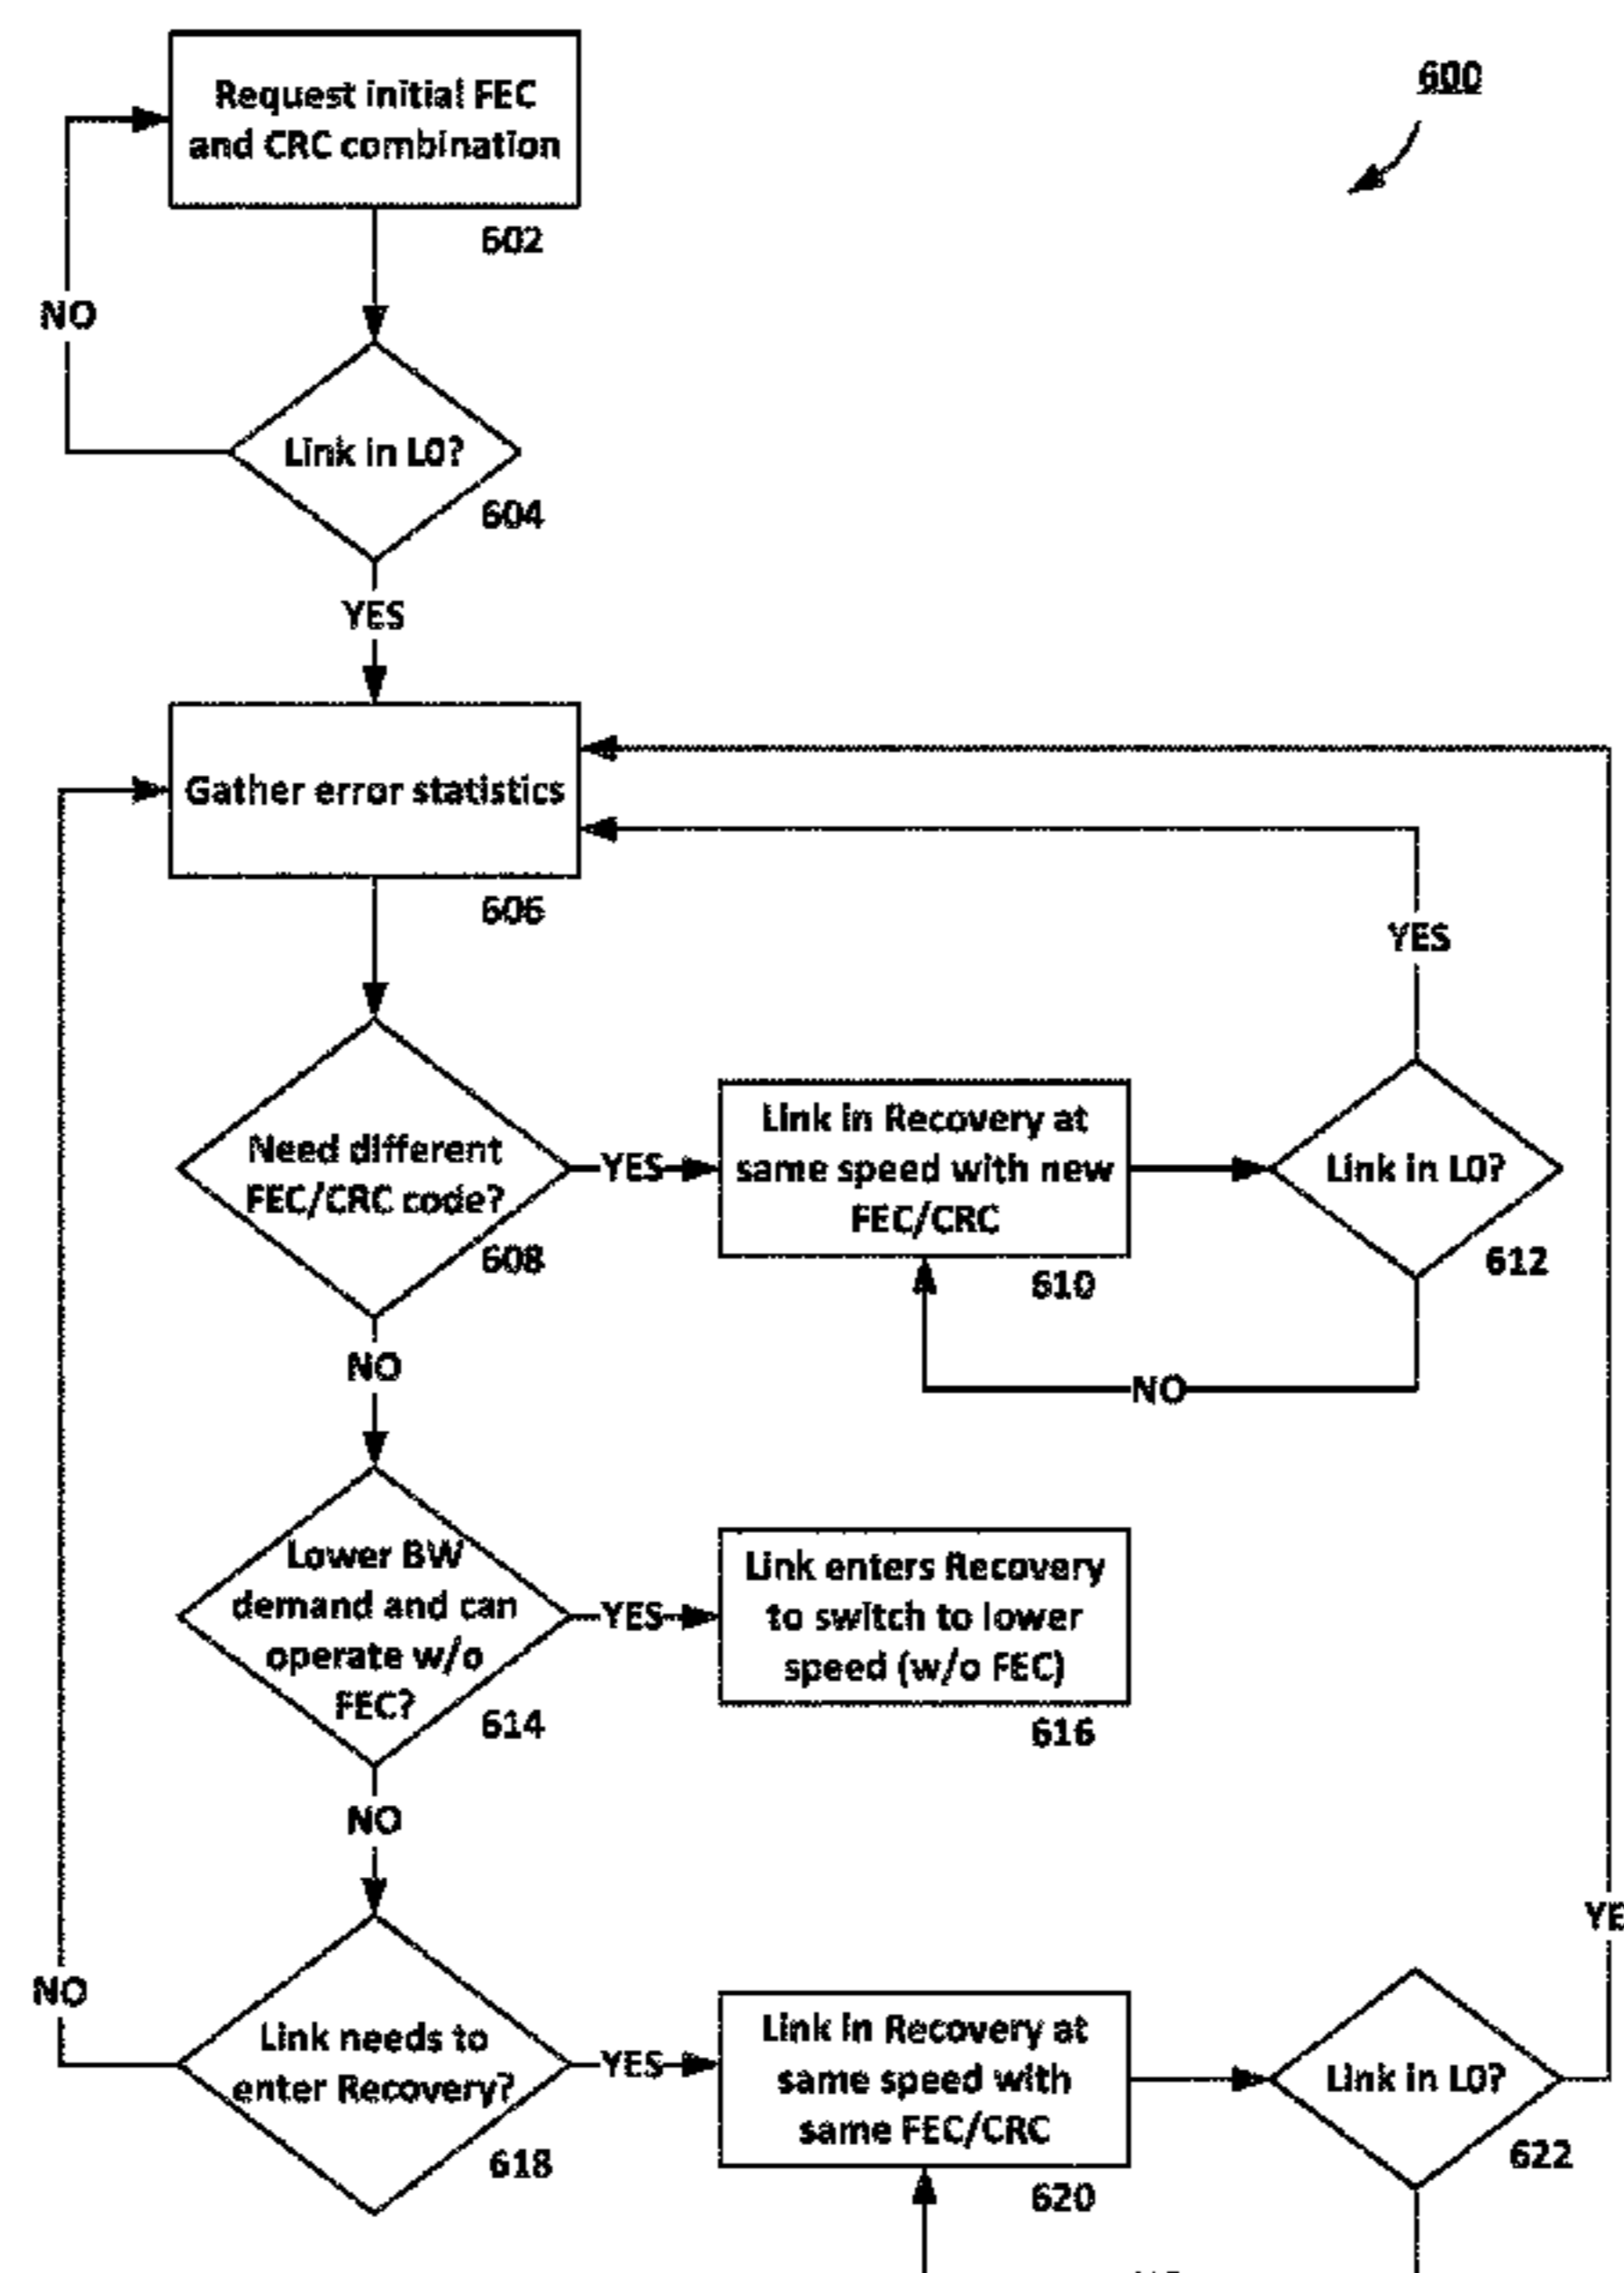 Request initial FEC
and CRC combination
600
602
NO
Link in L0?
604
YES
Gather error statistics
606
YES
Need different
FEC/CRC code?
608
YES
Link in Recovery at
same speed with new
FEC/CRC
610
Link in L0?
612
NO
NO
Lower BW
demand and can
operate w/o
FEC?
614
YES
Link enters Recovery
to switch to lower
speed (w/o FEC)
616
NO
YE
NO
Link needs to
enter Recovery?
618
YES
Link in Recovery at
same speed with
same FEC/CRC
620
Link in L0?
622